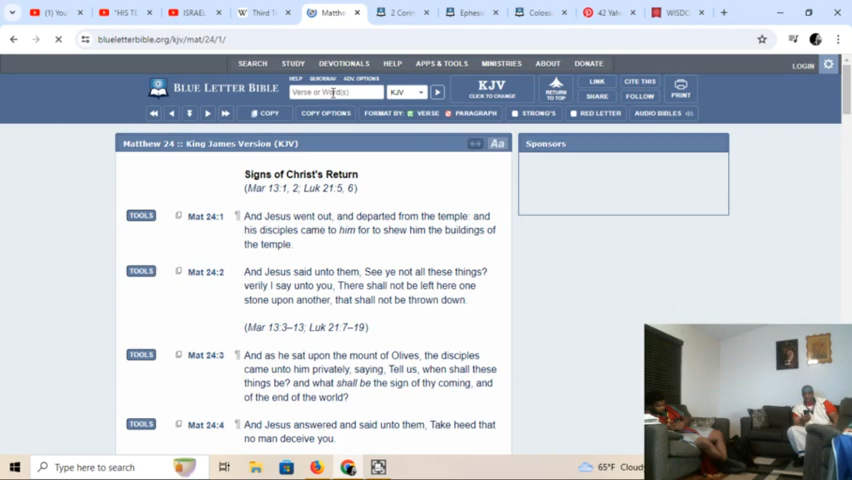 (1) You
"HIS TE
ISRAEL
Third T
Matthe
2 Corin
Ephesi
Coloss
42 Yah
WISDO
blueletterbible.org/kjv/mat/24/1/
SEARCH STUDY DEVOTIONALS HELP APPS & TOOLS MINISTRIES ABOUT DONATE
LOGIN
HELP QUICKNAV ADV. OPTIONS
BLUE LETTER BIBLE
Verse or Word(s)
KJV
KJV
CLICK TO CHANGE
RETURN TO TOP
LINK
CITE THIS
SHARE
FOLLOW
PRINT
COPY COPY OPTIONS FORMAT BY: VERSE PARAGRAPH STRONG'S RED LETTER AUDIO BIBLES
Matthew 24 :: King James Version (KJV)
Aa
Sponsors
Signs of Christ's Return
(Mar 13:1, 2; Luk 21:5, 6)
TOOLS Mat 24:1 ¶ And Jesus went out, and departed from the temple: and
his disciples came to him for to shew him the buildings of
the temple.
TOOLS Mat 24:2 And Jesus said unto them, See ye not all these things?
verily I say unto you, There shall not be left here one
stone upon another, that shall not be thrown down.
(Mar 13:3–13; Luk 21:7–19)
TOOLS Mat 24:3 ¶ And as he sat upon the mount of Olives, the disciples
came unto him privately, saying, Tell us, when shall these
things be? and what shall be the sign of thy coming, and
of the end of the world?
TOOLS Mat 24:4 ¶ And Jesus answered and said unto them, Take heed that
no man deceive you.
Type here to search
65°F Cloudy